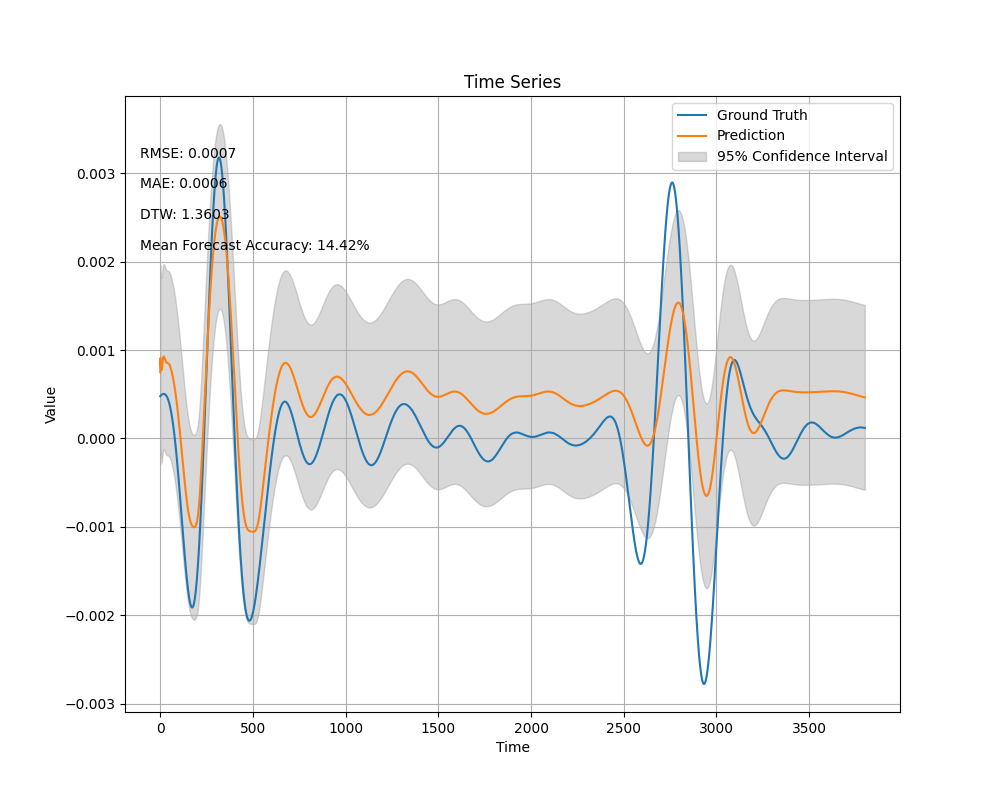 Time Series
Ground Truth
Prediction
95% Confidence Interval
RMSE: 0.0007
MAE: 0.0006
DTW: 1.3603
Mean Forecast Accuracy: 14.42%
Value
0.003
0.002
0.001
0.000
−0.001
−0.002
−0.003
0 500 1000 1500 2000 2500 3000 3500
Time